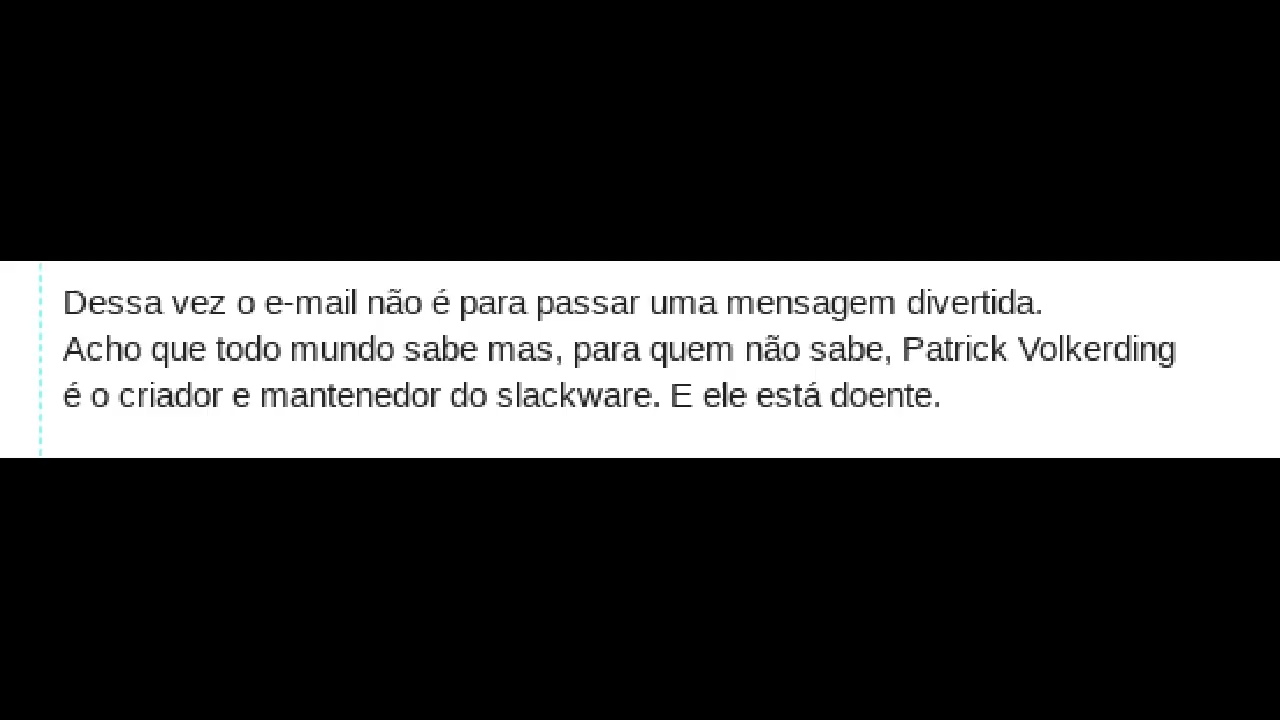 Dessa vez o e-mail não é para passar uma mensagem divertida.
Acho que todo mundo sabe mas, para quem não sabe, Patrick Volkerding
é o criador e mantenedor do slackware. E ele está doente.